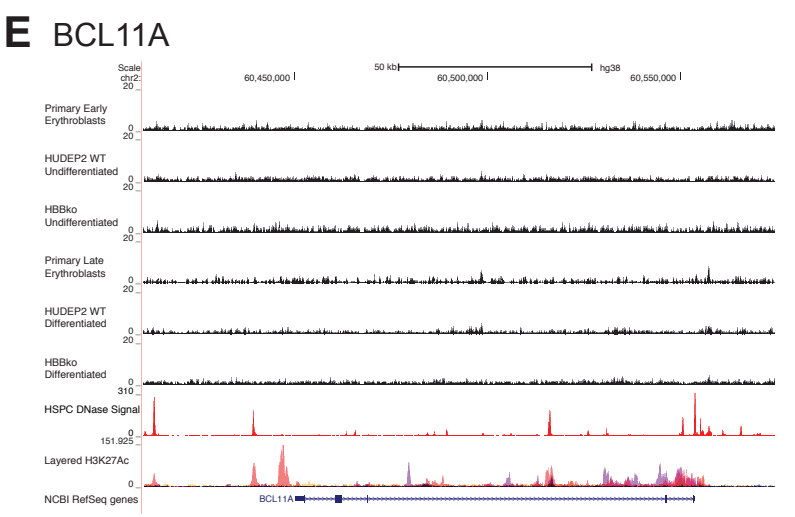 E BCL11A
Scale 50 kb hg38
chr2: 60,450,000 60,500,000 60,550,000
20
Primary Early
Erythroblasts
0
20
HUDEP2 WT
Undifferentiated
0
20
HBBko
Undifferentiated
0
20
Primary Late
Erythroblasts
0
20
HUDEP2 WT
Differentiated
0
20
HBBko
Differentiated
0
310
HSPC DNase Signal
0
151.925
Layered H3K27Ac
0
NCBI RefSeq genes BCL11A